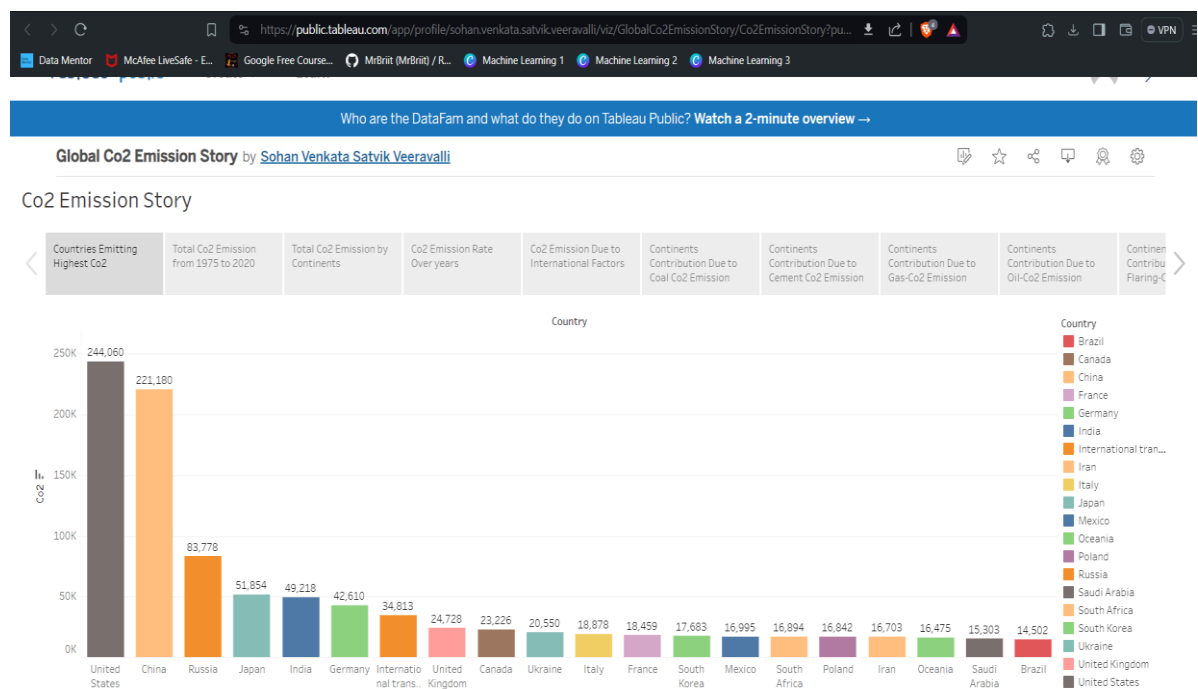 https://public.tableau.com/app/profile/sohan.venkata.satvik.veeravalli/viz/GlobalCo2EmissionStory/Co2EmissionStory?pu...
VPN
Data Mentor
McAfee LiveSafe - E...
Google Free Course...
MrBriit (MrBriit) / R...
Machine Learning 1
Machine Learning 2
Machine Learning 3
Who are the DataFam and what do they do on Tableau Public? Watch a 2-minute overview →
Global Co2 Emission Story by Sohan Venkata Satvik Veeravalli
Co2 Emission Story
Countries Emitting
Highest Co2
Total Co2 Emission
from 1975 to 2020
Total Co2 Emission by
Continents
Co2 Emission Rate
Over years
Co2 Emission Due to
International Factors
Continents
Contribution Due to
Coal Co2 Emission
Continents
Contribution Due to
Cement Co2 Emission
Continents
Contribution Due to
Gas-Co2 Emission
Continents
Contribution Due to
Oil-Co2 Emission
Continen
Contribu
Flaring-C
Country
Co2
250K
200K
150K
100K
50K
0K
244,060
221,180
83,778
51,854
49,218
42,610
34,813
24,728
23,226
20,550
18,878
18,459
17,683
16,995
16,894
16,842
16,703
16,475
15,303
14,502
United
States
China
Russia
Japan
India
Germany
Internatio
nal trans..
United
Kingdom
Canada
Ukraine
Italy
France
South
Korea
Mexico
South
Africa
Poland
Iran
Oceania
Saudi
Arabia
Brazil
Country
Brazil
Canada
China
France
Germany
India
International tran...
Iran
Italy
Japan
Mexico
Oceania
Poland
Russia
Saudi Arabia
South Africa
South Korea
Ukraine
United Kingdom
United States